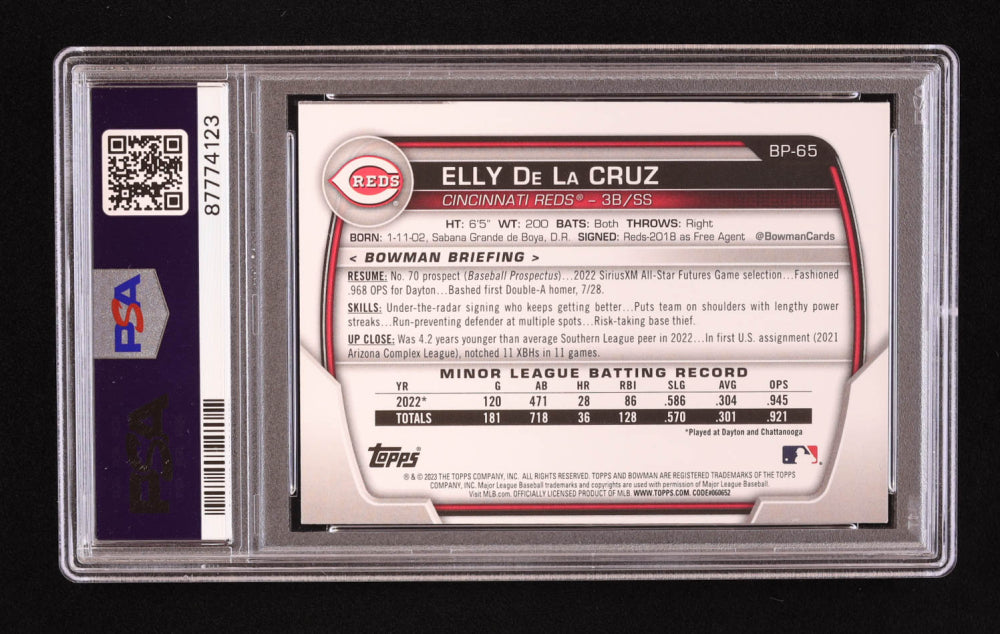 87774123
PSA
PSA
REDS
BP-65
ELLY DE LA CRUZ
CINCINNATI REDS® – 3B/SS
HT: 6'5" WT: 200 BATS: Both THROWS: Right
BORN: 1-11-02, Sabana Grande de Boya, D.R. SIGNED: Reds-2018 as Free Agent @BowmanCards
< BOWMAN BRIEFING >
RESUME: No. 70 prospect (Baseball Prospectus)...2022 SiriusXM All-Star Futures Game selection...Fashioned
.968 OPS for Dayton...Bashed first Double-A homer, 7/28.
SKILLS: Under-the-radar signing who keeps getting better...Puts team on shoulders with lengthy power
streaks...Run-preventing defender at multiple spots...Risk-taking base thief.
UP CLOSE: Was 4.2 years younger than average Southern League peer in 2022...In first U.S. assignment (2021
Arizona Complex League), notched 11 XBHs in 11 games.
MINOR LEAGUE BATTING RECORD
YR G AB HR RBI SLG AVG OPS
2022* 120 471 28 86 .586 .304 .945
TOTALS 181 718 36 128 .570 .301 .921
*Played at Dayton and Chattanooga
Topps
® & © 2023 THE TOPPS COMPANY, INC. ALL RIGHTS RESERVED. TOPPS AND BOWMAN ARE REGISTERED TRADEMARKS OF THE TOPPS
COMPANY, INC. Major League Baseball trademarks and copyrights are used with permission of Major League Baseball.
Visit MLB.com. OFFICIALLY LICENSED PRODUCT OF MLB. WWW.TOPPS.COM. CODE#060652